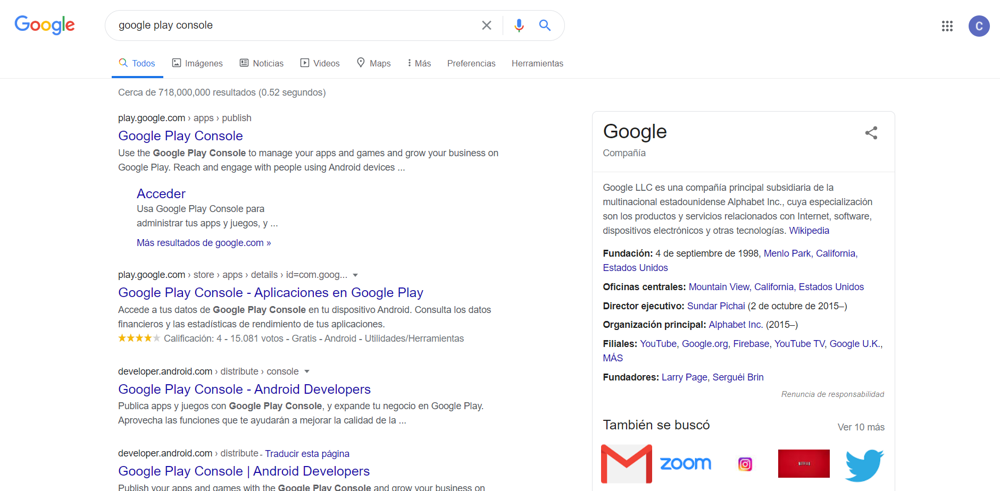 Google
google play console
C
Todos
Imágenes
Noticias
Videos
Maps
Más
Preferencias
Herramientas
Cerca de 718,000,000 resultados (0.52 segundos)
play.google.com › apps › publish
Google Play Console
Use the Google Play Console to manage your apps and games and grow your business on
Google Play. Reach and engage with people using Android devices ...
Acceder
Usa Google Play Console para
administrar tus apps y juegos, y ...
Más resultados de google.com »
play.google.com › store › apps › details › id=com.goog...
Google Play Console - Aplicaciones en Google Play
Accede a tus datos de Google Play Console en tu dispositivo Android. Consulta los datos
financieros y las estadísticas de rendimiento de tus aplicaciones.
Calificación: 4 - 15.081 votos - Gratis - Android - Utilidades/Herramientas
developer.android.com › distribute › console
Google Play Console - Android Developers
Publica apps y juegos con Google Play Console, y expande tu negocio en Google Play.
Aprovecha las funciones que te ayudarán a mejorar la calidad de la ...
developer.android.com › distribute - Traducir esta página
Google Play Console | Android Developers
Publish your apps and games with the Google Play Console and grow your business on
Google
Compañía
Google LLC es una compañía principal subsidiaria de la
multinacional estadounidense Alphabet Inc., cuya especialización
son los productos y servicios relacionados con Internet, software,
dispositivos electrónicos y otras tecnologías. Wikipedia
Fundación: 4 de septiembre de 1998, Menlo Park, California,
Estados Unidos
Oficinas centrales: Mountain View, California, Estados Unidos
Director ejecutivo: Sundar Pichai (2 de octubre de 2015–)
Organización principal: Alphabet Inc. (2015–)
Filiales: YouTube, Google.org, Firebase, YouTube TV, Google U.K.,
MÁS
Fundadores: Larry Page, Serguéi Brin
Renuncia de responsabilidad
También se buscó
Ver 10 más
zoom
NETFLIX